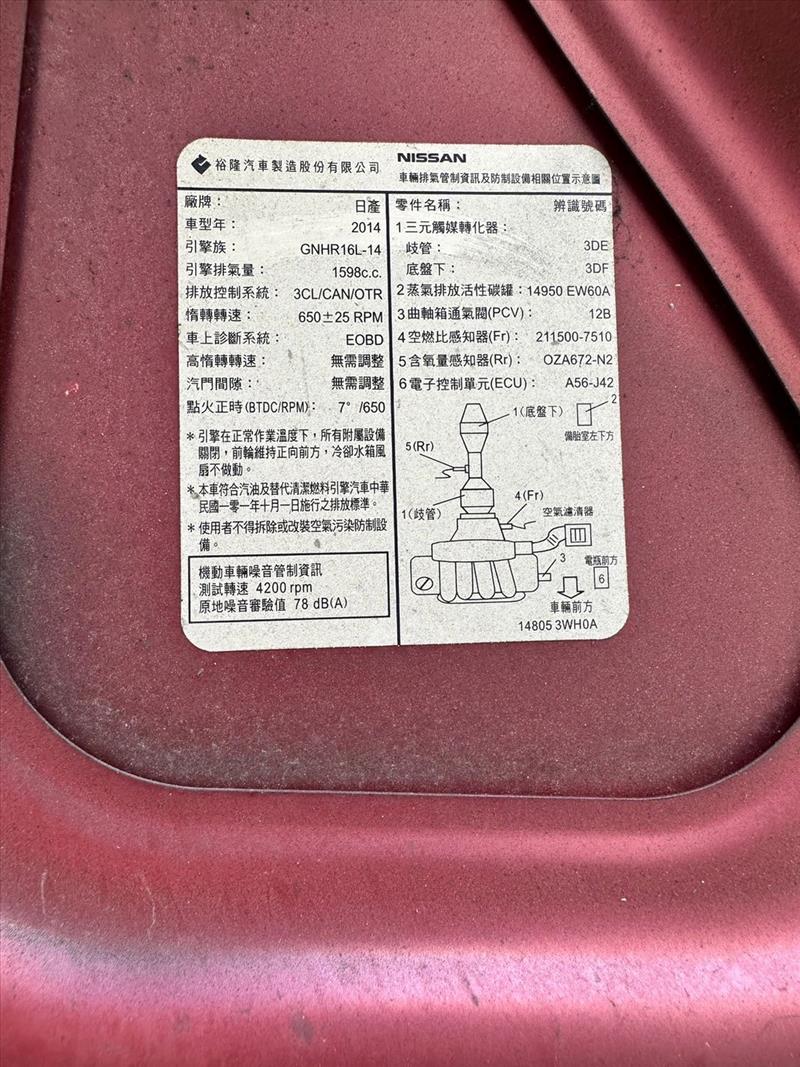 裕隆汽車製造股份有限公司
NISSAN
車輛排氣管制資訊及防制設備相關位置示意圖
廠牌： 日產
車型年： 2014
引擎族： GNHR16L-14
引擎排氣量： 1598c.c.
排放控制系統： 3CL/CAN/OTR
惰轉轉速： 650±25 RPM
車上診斷系統： EOBD
高惰轉轉速： 無需調整
汽門間隙： 無需調整
點火正時(BTDC/RPM)： 7°/650
＊引擎在正常作業溫度下，所有附屬設備
關閉，前輪維持正向前方，冷卻水箱風
扇不做動。
＊本車符合汽油及替代清潔燃料引擎汽車中華
民國一零一年十月一日施行之排放標準。
＊使用者不得拆除或改裝空氣污染防制設
備。
機動車輛噪音管制資訊
測試轉速 4200 rpm
原地噪音審驗值 78 dB(A)
零件名稱： 辨識號碼
1三元觸媒轉化器：
歧管： 3DE
底盤下： 3DF
2蒸氣排放活性碳罐：14950 EW60A
3曲軸箱通氣閥(PCV)： 12B
4空燃比感知器(Fr)： 211500-7510
5含氧量感知器(Rr)： OZA672-N2
6電子控制單元(ECU)： A56-J42
1(底盤下)
2
備胎室左下方
5(Rr)
1(歧管)
4(Fr)
空氣濾清器
3
電瓶前方
6
車輛前方
14805 3WH0A